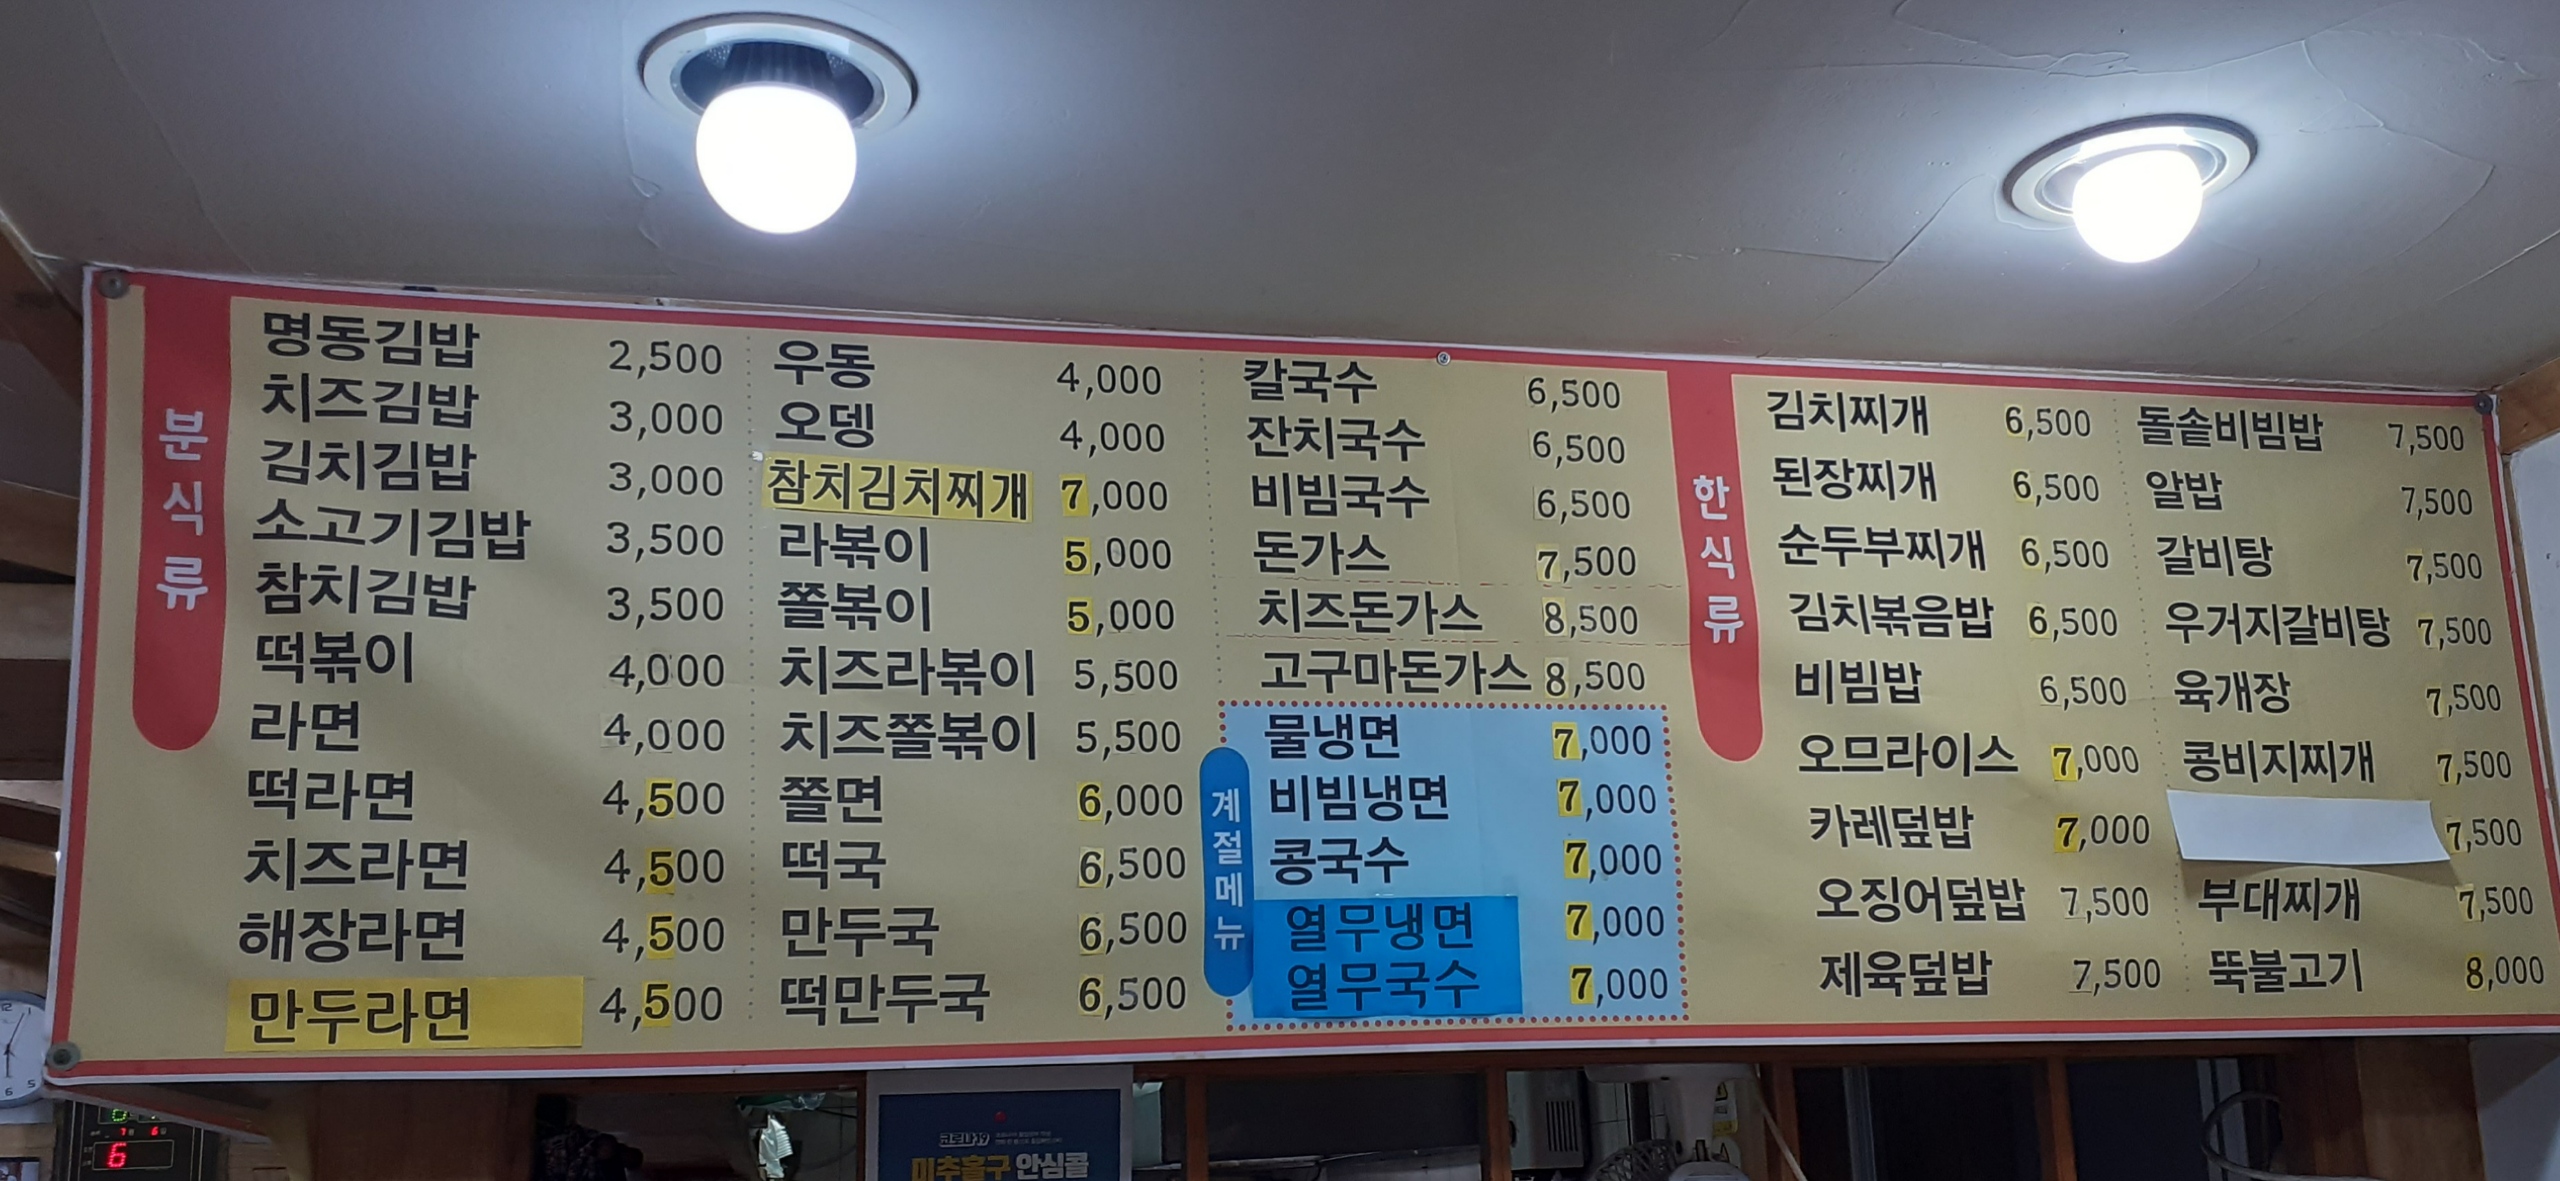 분식류
명동김밥 2,500
치즈김밥 3,000
김치김밥 3,000
소고기김밥 3,500
참치김밥 3,500
떡볶이 4,000
라면 4,000
떡라면 4,500
치즈라면 4,500
해장라면 4,500
만두라면 4,500
우동 4,000
오뎅 4,000
참치김치찌개 7,000
라볶이 5,000
쫄볶이 5,000
치즈라볶이 5,500
치즈쫄볶이 5,500
쫄면 6,000
떡국 6,500
만두국 6,500
떡만두국 6,500
칼국수 6,500
잔치국수 6,500
비빔국수 6,500
돈가스 7,500
치즈돈가스 8,500
고구마돈가스 8,500
계절메뉴
물냉면 7,000
비빔냉면 7,000
콩국수 7,000
열무냉면 7,000
열무국수 7,000
한식류
김치찌개 6,500
된장찌개 6,500
순두부찌개 6,500
김치볶음밥 6,500
비빔밥 6,500
오므라이스 7,000
카레덮밥 7,000
오징어덮밥 7,500
제육덮밥 7,500
돌솥비빔밥 7,500
알밥 7,500
갈비탕 7,500
우거지갈비탕 7,500
육개장 7,500
콩비지찌개 7,500
7,500
부대찌개 7,500
뚝불고기 8,000
코로나19
미추홀구 안심콜
6